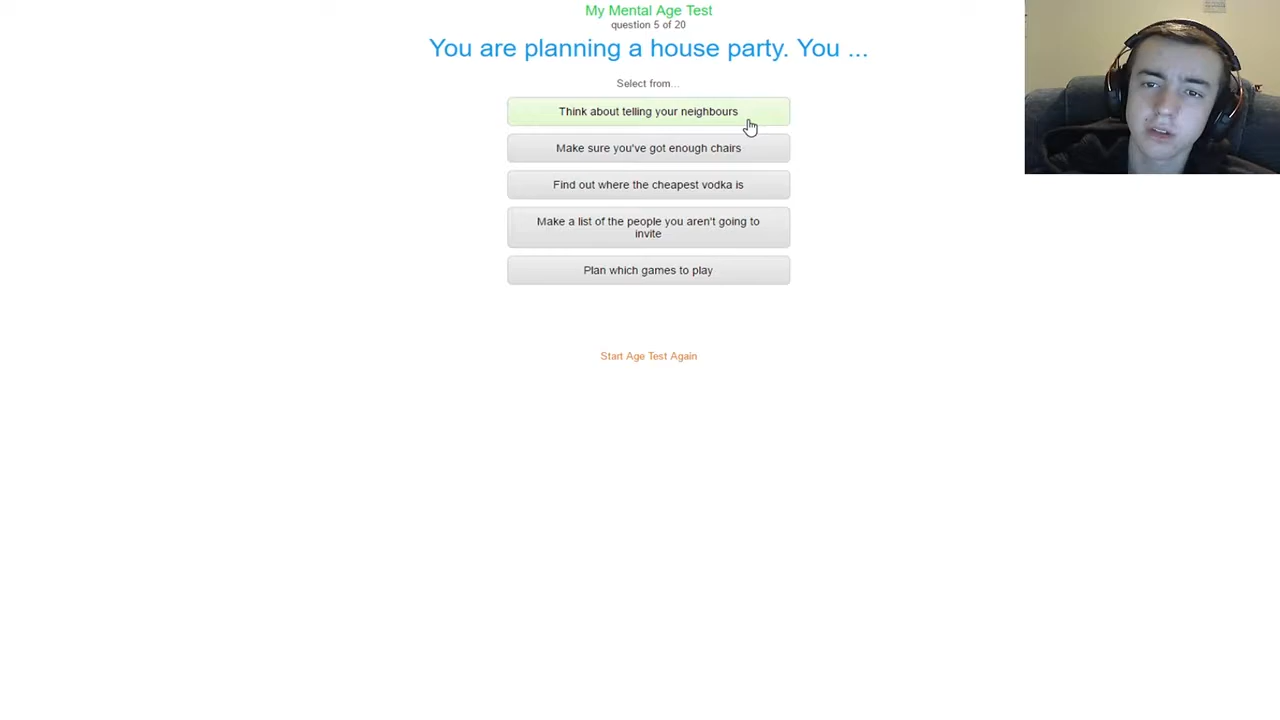 My Mental Age Test
question 5 of 20
You are planning a house party. You ...
Select from...
Think about telling your neighbours
Make sure you've got enough chairs
Find out where the cheapest vodka is
Make a list of the people you aren't going to
invite
Plan which games to play
Start Age Test Again